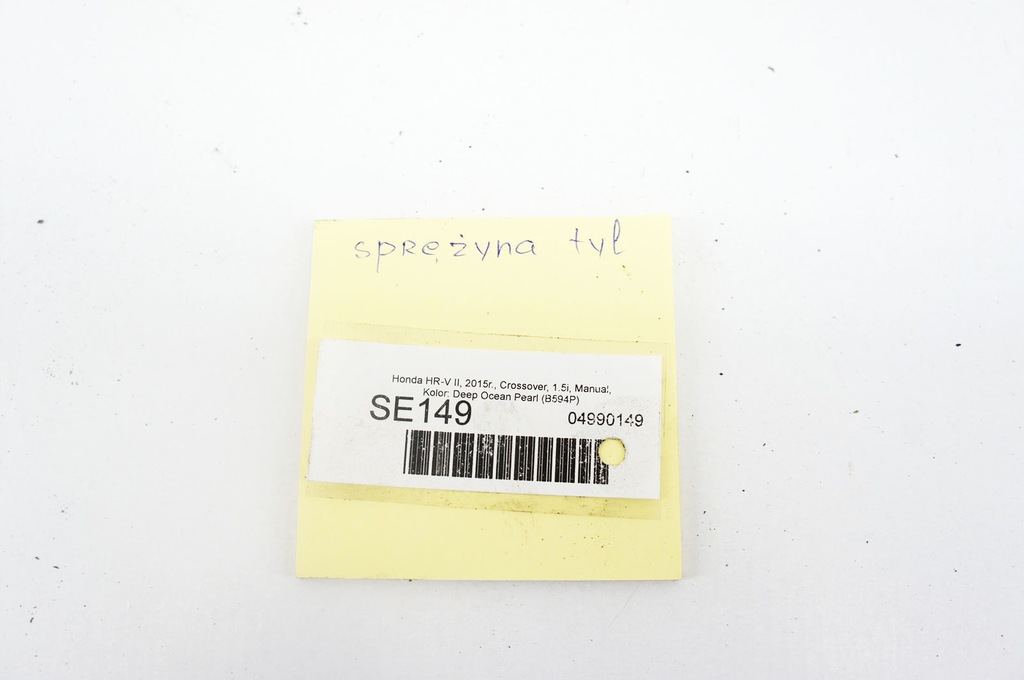 sprężyna tył
Honda HR-V II, 2015r., Crossover, 1.5i, Manual,
Kolor: Deep Ocean Pearl (B594P)
SE149 04990149